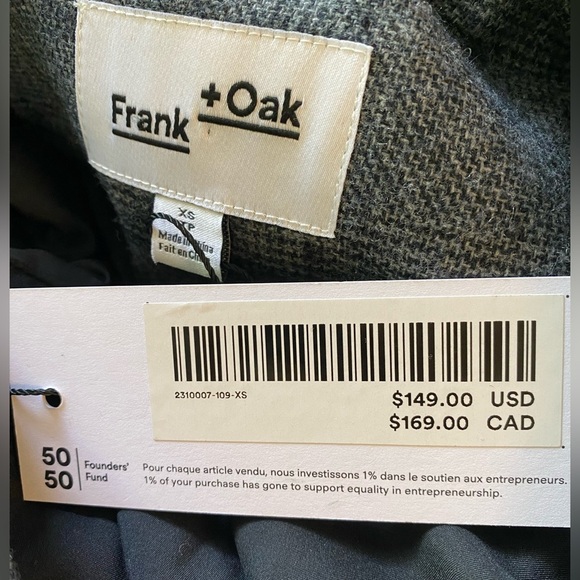 Frank +Oak
XS
TP
Made in China
Fait en
2310007-109-XS
$149.00 USD
$169.00 CAD
50 Founders'
50 Fund
Pour chaque article vendu, nous investissons 1% dans le soutien aux entrepreneurs.
1% of your purchase has gone to support equality in entrepreneurship.